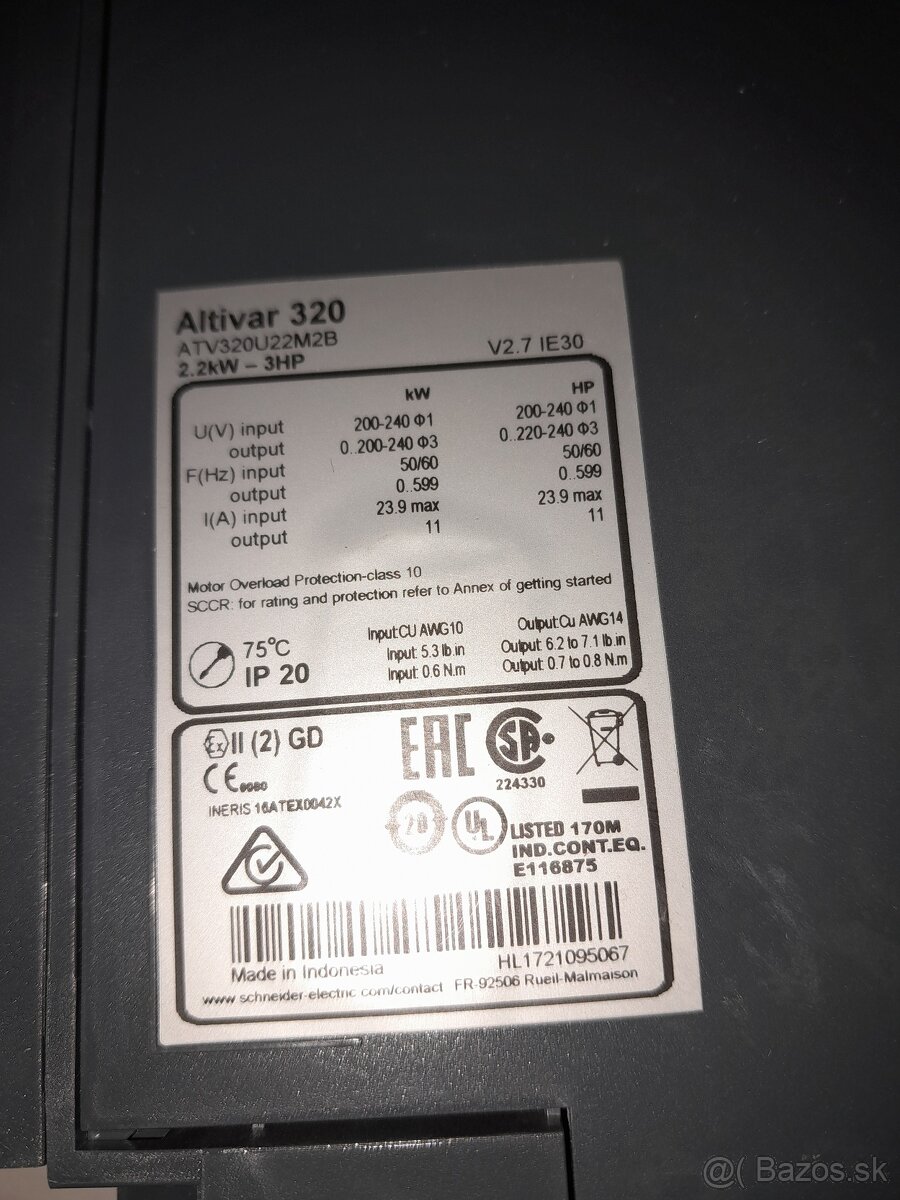 Altivar 320
ATV320U22M2B
2.2kW – 3HP
V2.7 IE30
kW HP
U(V) input 200-240 Φ1 200-240 Φ1
output 0..200-240 Φ3 0..220-240 Φ3
F(Hz) input 50/60 50/60
output 0..599 0..599
I(A) input 23.9 max 23.9 max
output 11 11
Motor Overload Protection-class 10
SCCR: for rating and protection refer to Annex of getting started
75°C
IP 20
Input:CU AWG10 Output:Cu AWG14
Input: 5.3 lb.in Output: 6.2 to 7.1 lb.in
Input: 0.6 N.m Output: 0.7 to 0.8 N.m
Ex II (2) GD
CE 0080
INERIS 16ATEX0042X
EAC
SA
224330
20
UL
LISTED 170M
IND.CONT.EQ.
E116875
Made in Indonesia
HL1721095067
www.schneider-electric.com/contact FR-92506 Rueil-Malmaison
@( Bazos.sk